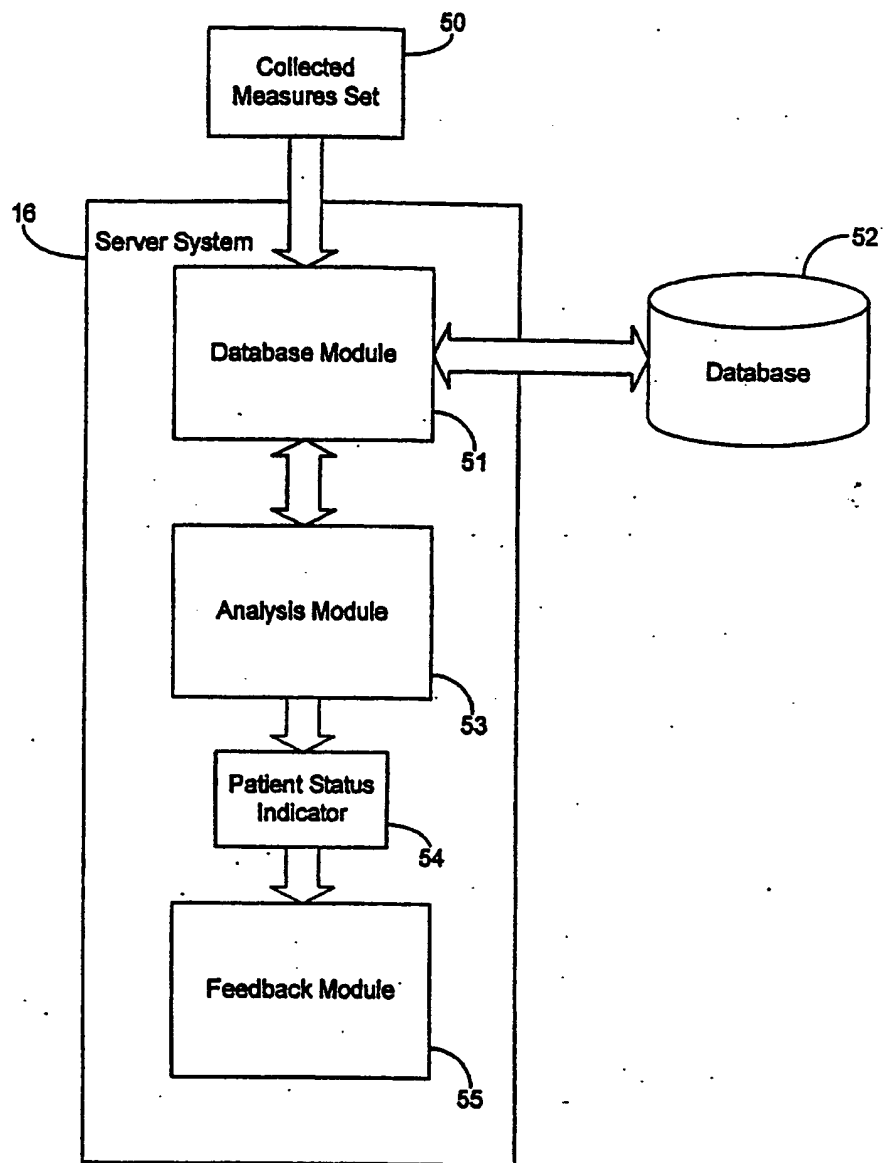 50
Collected
Measures Set
16
Server System
52
Database Module
Database
51
Analysis Module
53
Patient Status
Indicator
54
Feedback Module
55